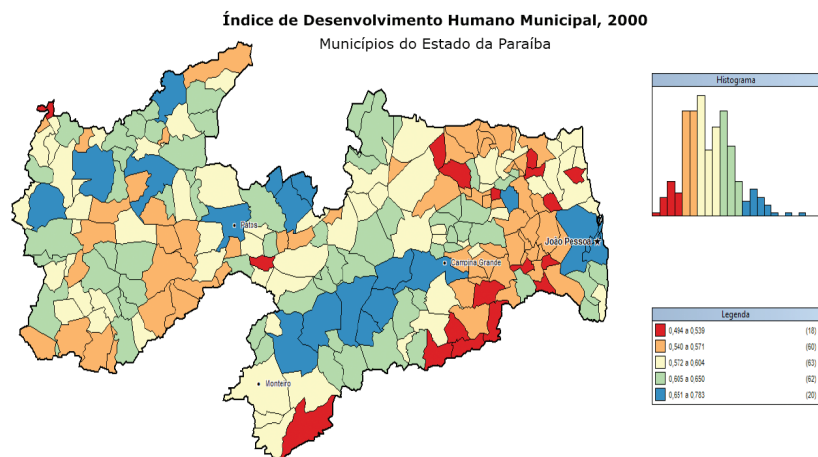 Índice de Desenvolvimento Humano Municipal, 2000
Municípios do Estado da Paraíba
Histograma
Patos
João Pessoa
Campina Grande
Monteiro
Legenda
0,494 a 0,539 (18)
0,540 a 0,571 (60)
0,572 a 0,604 (63)
0,605 a 0,650 (62)
0,651 a 0,783 (20)